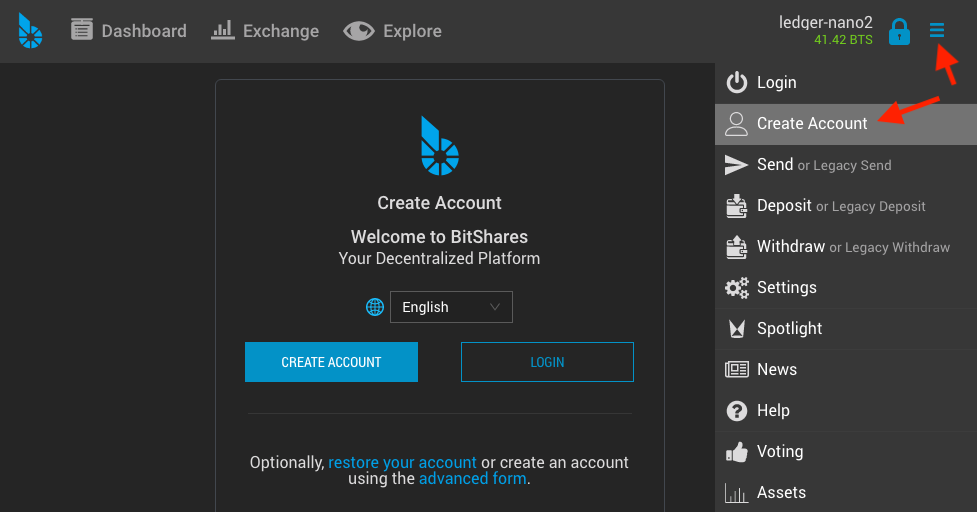 Dashboard
Exchange
Explore
ledger-nano2
41.42 BTS
Login
Create Account
Send or Legacy Send
Deposit or Legacy Deposit
Withdraw or Legacy Withdraw
Settings
Spotlight
News
Help
Voting
Assets
Create Account
Welcome to BitShares
Your Decentralized Platform
English
CREATE ACCOUNT
LOGIN
Optionally, restore your account or create an account
using the advanced form.